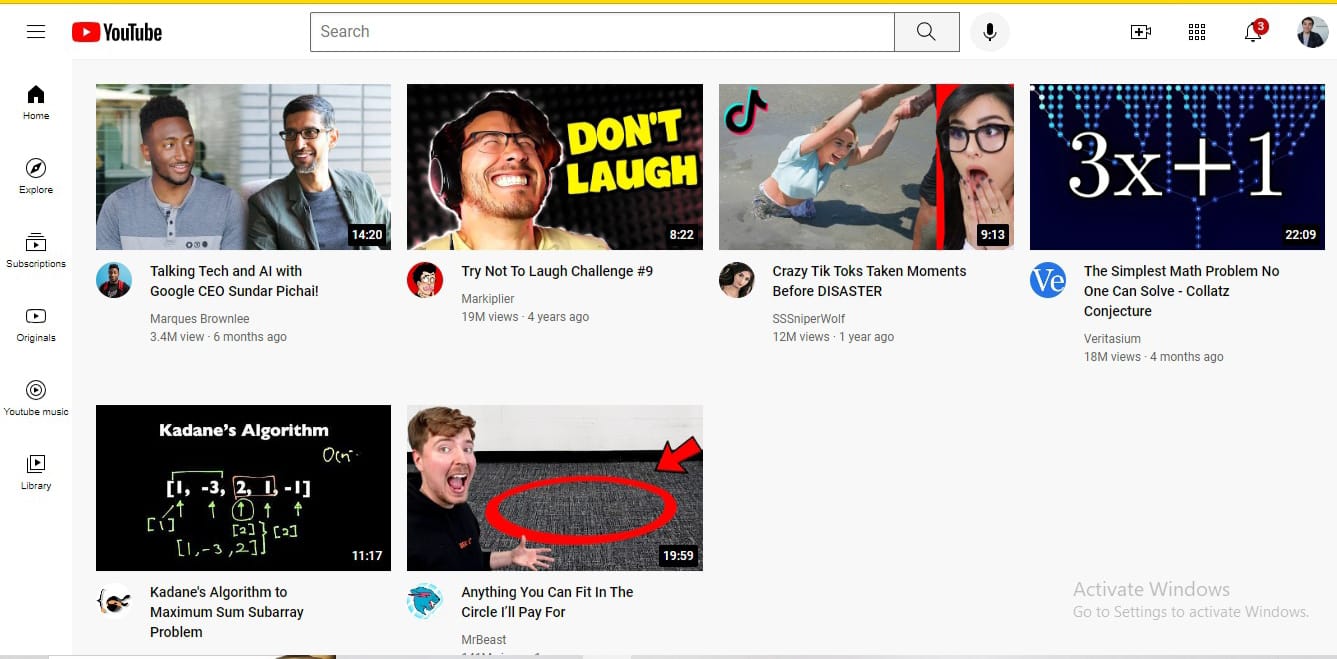 YouTube
Search
3
Home
Explore
Subscriptions
Originals
Youtube music
Library
14:20
Talking Tech and AI with
Google CEO Sundar Pichai!
Marques Brownlee
3.4M view · 6 months ago
DON'T
LAUGH
8:22
Try Not To Laugh Challenge #9
Markiplier
19M views · 4 years ago
9:13
Crazy Tik Toks Taken Moments
Before DISASTER
SSSniperWolf
12M views · 1 year ago
3x+1
22:09
Ve
The Simplest Math Problem No
One Can Solve - Collatz
Conjecture
Veritasium
18M views · 4 months ago
Kadane's Algorithm
[1, -3, 2, 1, -1]
[1]
[2]
[2]
[1, -3, 2]
11:17
Kadane's Algorithm to
Maximum Sum Subarray
Problem
19:59
Anything You Can Fit In The
Circle I'll Pay For
MrBeast
Activate Windows
Go to Settings to activate Windows.